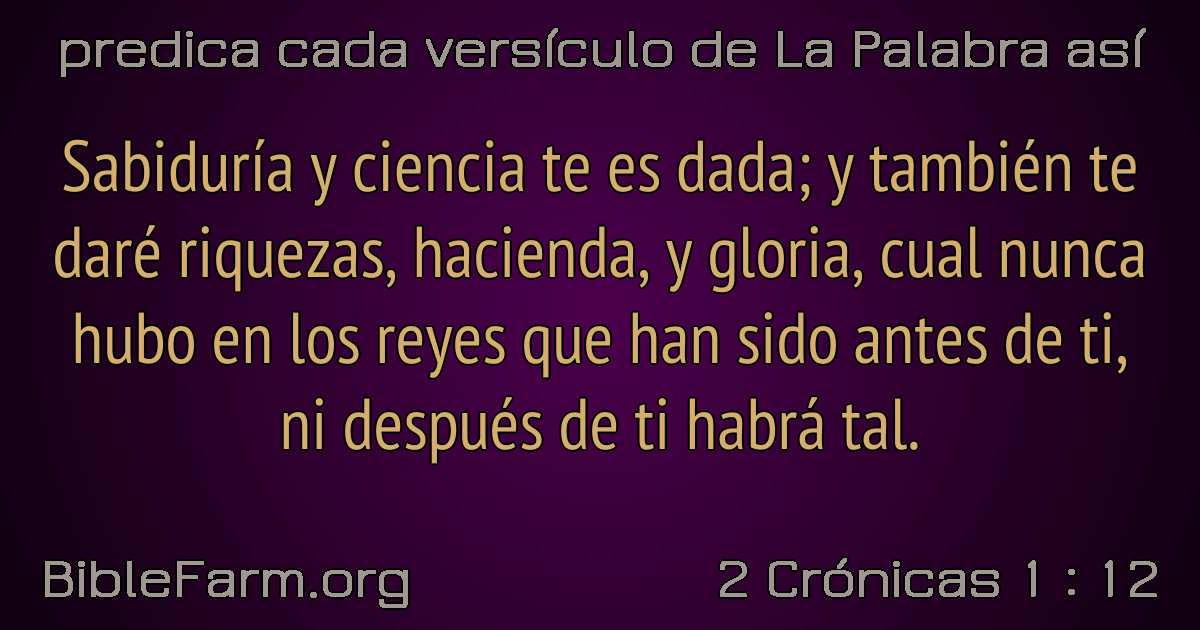 predica cada versículo de La Palabra así
Sabiduría y ciencia te es dada; y también te
daré riquezas, hacienda, y gloria, cual nunca
hubo en los reyes que han sido antes de ti,
ni después de ti habrá tal.
BibleFarm.org
2 Crónicas 1 : 12